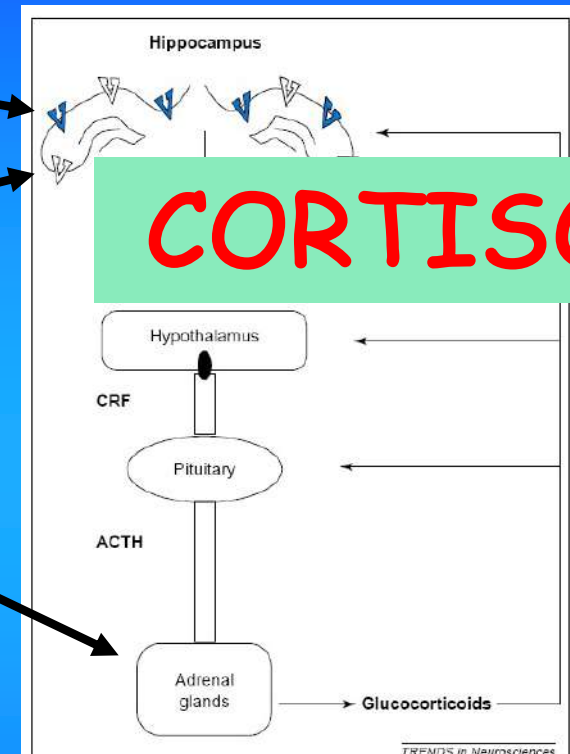 Hippocampus
CORTISO
Hypothalamus
CRF
Pituitary
ACTH
Adrenal
glands
Glucocorticoids
TRENDS in Neurosciences